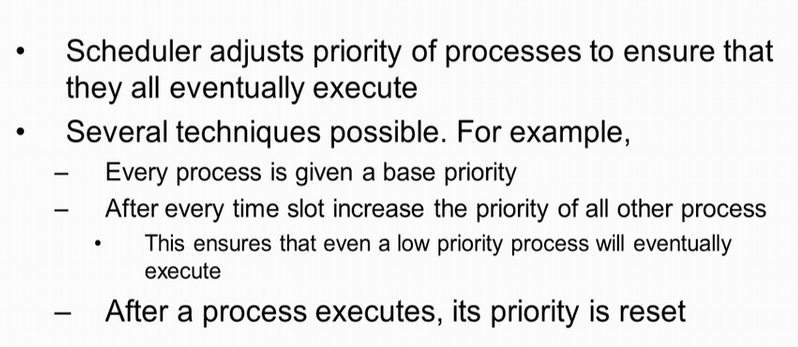 • Scheduler adjusts priority of processes to ensure that
they all eventually execute
• Several techniques possible. For example,
– Every process is given a base priority
– After every time slot increase the priority of all other process
• This ensures that even a low priority process will eventually
execute
– After a process executes, its priority is reset